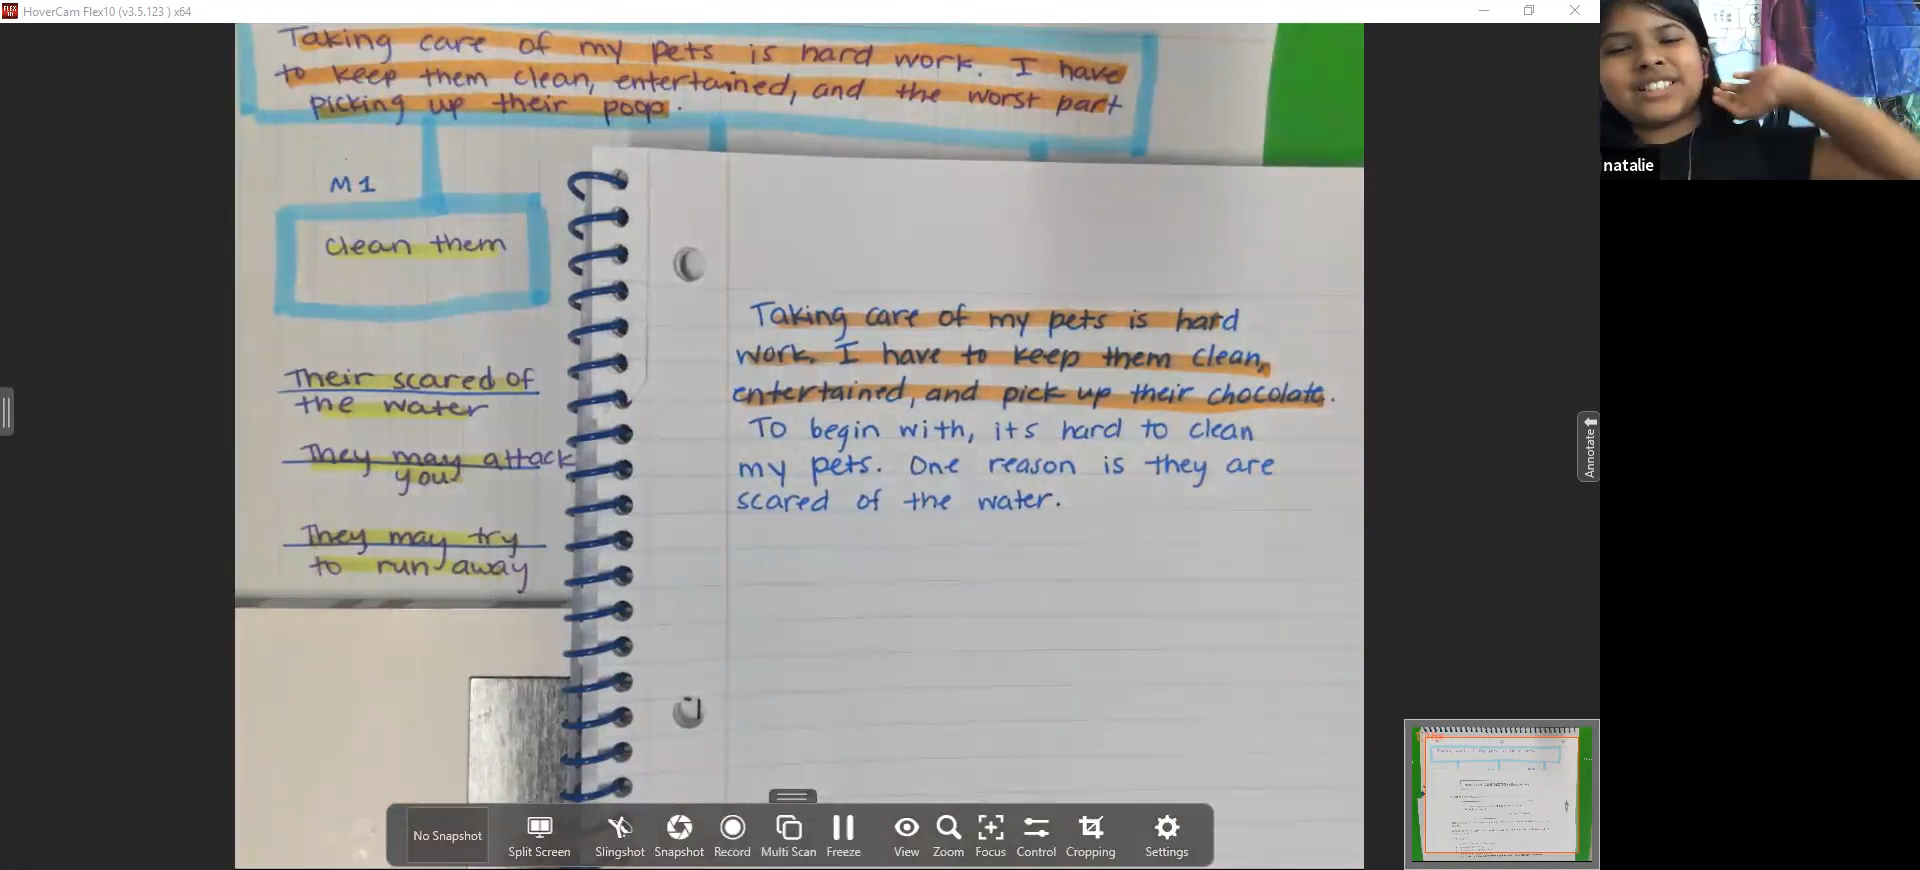 HoverCam Flex10 (v3.5.123 ) x64
Taking care of my pets is hard work. I have
to keep them clean, entertained, and the worst part
picking up their poop.
natalie
M1
clean them
Their scared of
the water
They may attack
you
They may try
to run away
Taking care of my pets is hard
work. I have to keep them clean,
entertained, and pick up their chocolate.
To begin with, its hard to clean
my pets. One reason is they are
scared of the water.
Annotate
No Snapshot
Split Screen
Slingshot
Snapshot
Record
Multi Scan
Freeze
View
Zoom
Focus
Control
Cropping
Settings